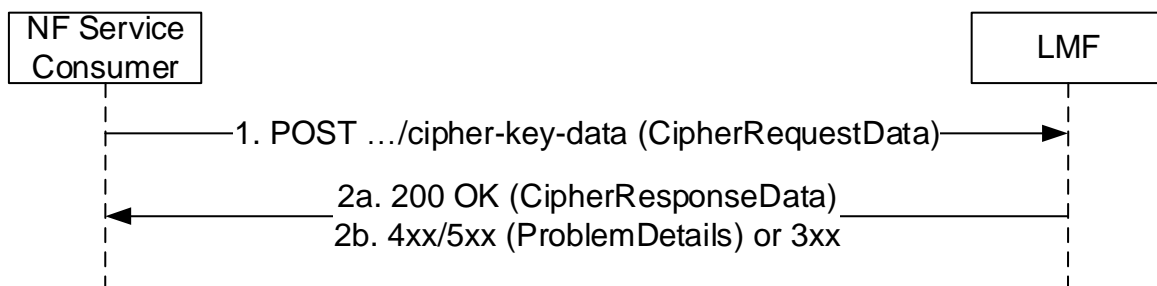 NF Service
Consumer
LMF
1. POST …/cipher-key-data (CipherRequestData)
2a. 200 OK (CipherResponseData)
2b. 4xx/5xx (ProblemDetails) or 3xx